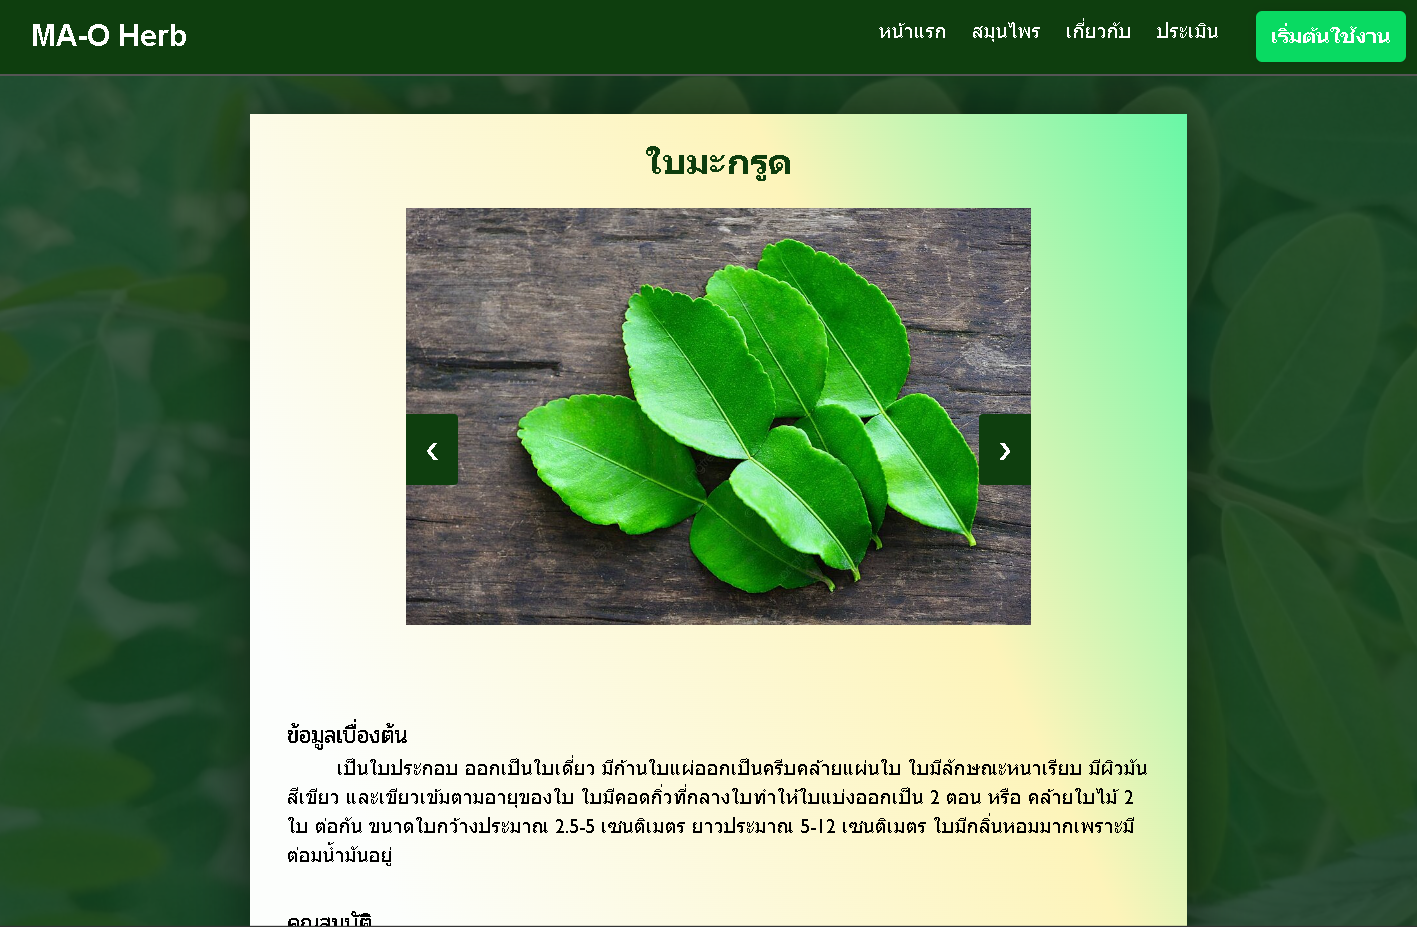 MA-O Herb
หน้าแรก สมุนไพร เกี่ยวกับ ประเมิน เริ่มต้นใช้งาน
ใบมะกรูด
‹ ›
ข้อมูลเบื่องต้น
เป็นใบประกอบ ออกเป็นใบเดี่ยว มีก้านใบแผ่ออกเป็นครีบคล้ายแผ่นใบ ใบมีลักษณะหนาเรียบ มีผิวมัน
สีเขียว และเขียวเข้มตามอายุของใบ ใบมีคอดกิ่วที่กลางใบทำให้ใบแบ่งออกเป็น 2 ตอน หรือ คล้ายใบไม้ 2
ใบ ต่อกัน ขนาดใบกว้างประมาณ 2.5-5 เซนติเมตร ยาวประมาณ 5-12 เซนติเมตร ใบมีกลิ่นหอมมากเพราะมี
ต่อมน้ำมันอยู่
คุณสมบัติ